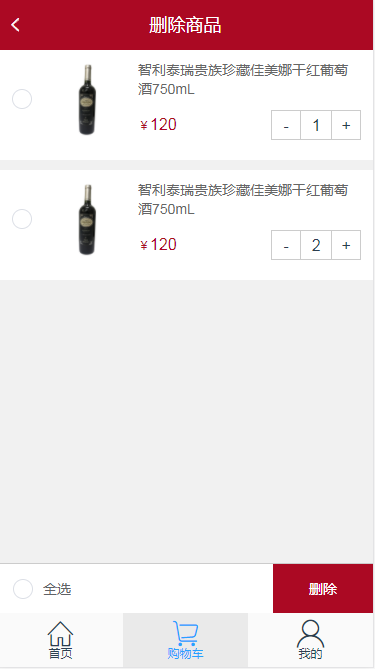 删除商品
智利泰瑞贵族珍藏佳美娜干红葡萄
酒750mL
￥120
- 1 +
智利泰瑞贵族珍藏佳美娜干红葡萄
酒750mL
￥120
- 2 +
全选
删除
首页
购物车
我的